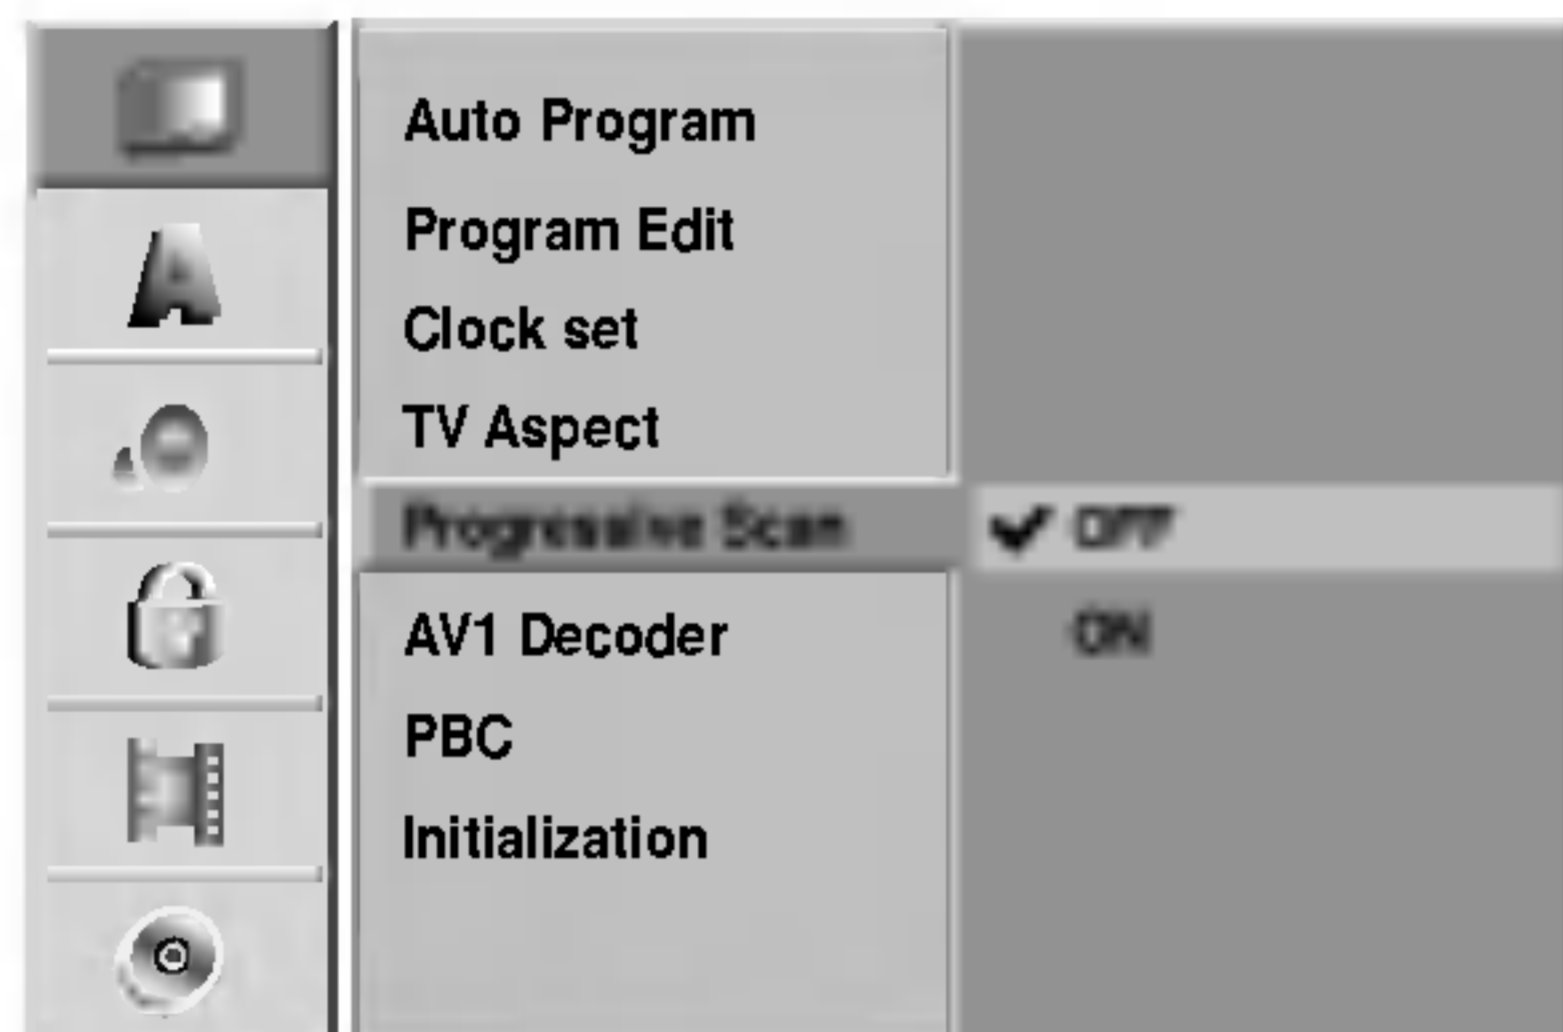 Auto Program
Program Edit
Clock set
TV Aspect
Progressive Scan
OFF
ON
AV1 Decoder
PBC
Initialization